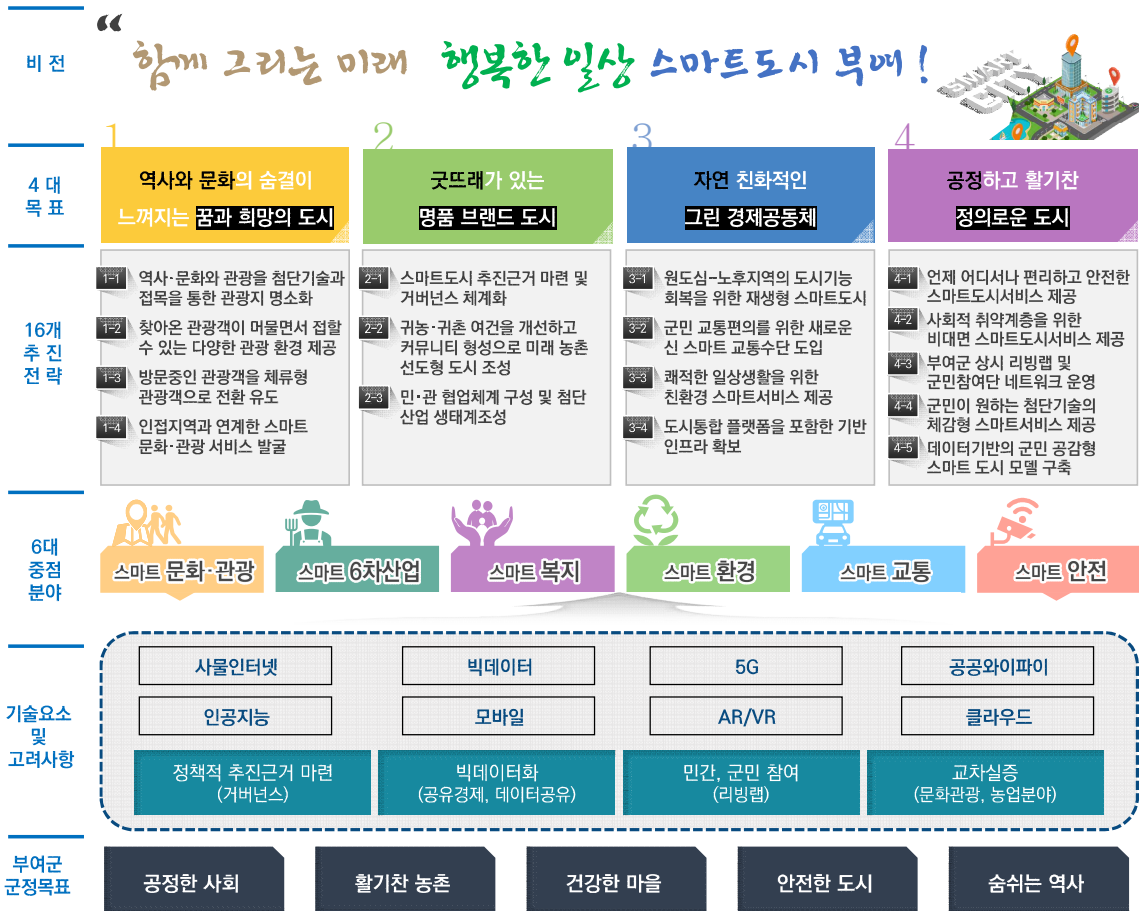 비 전
“
함께 그리는 미래 행복한 일상 스마트도시 부여!
SMART
CITY
4 대
목 표
1
역사와 문화의 숨결이
느껴지는 꿈과 희망의 도시
2
굿뜨래가 있는
명품 브랜드 도시
3
자연 친화적인
그린 경제공동체
4
공정하고 활기찬
정의로운 도시
16개
추 진
전 략
1-1 역사·문화와 관광을 첨단기술과
접목을 통한 관광지 명소화
1-2 찾아온 관광객이 머물면서 접할
수 있는 다양한 관광 환경 제공
1-3 방문중인 관광객을 체류형
관광객으로 전환 유도
1-4 인접지역과 연계한 스마트
문화·관광 서비스 발굴
2-1 스마트도시 추진근거 마련 및
거버넌스 체계화
2-2 귀농·귀촌 여건을 개선하고
커뮤니티 형성으로 미래 농촌
선도형 도시 조성
2-3 민·관 협업체계 구성 및 첨단
산업 생태계조성
3-1 원도심-노후지역의 도시기능
회복을 위한 재생형 스마트도시
3-2 군민 교통편의를 위한 새로운
신 스마트 교통수단 도입
3-3 쾌적한 일상생활을 위한
친환경 스마트서비스 제공
3-4 도시통합 플랫폼을 포함한 기반
인프라 확보
4-1 언제 어디서나 편리하고 안전한
스마트도시서비스 제공
4-2 사회적 취약계층을 위한
비대면 스마트도시서비스 제공
4-3 부여군 상시 리빙랩 및
군민참여단 네트워크 운영
4-4 군민이 원하는 첨단기술의
체감형 스마트서비스 제공
4-5 데이터기반의 군민 공감형
스마트 도시 모델 구축
6대
중점
분야
스마트 문화·관광
스마트 6차산업
스마트 복지
스마트 환경
스마트 교통
스마트 안전
기술요소
및
고려사항
사물인터넷
빅데이터
5G
공공와이파이
인공지능
모바일
AR/VR
클라우드
정책적 추진근거 마련
(거버넌스)
빅데이터화
(공유경제, 데이터공유)
민간, 군민 참여
(리빙랩)
교차실증
(문화관광, 농업분야)
부여군
군정목표
공정한 사회
활기찬 농촌
건강한 마을
안전한 도시
숨쉬는 역사